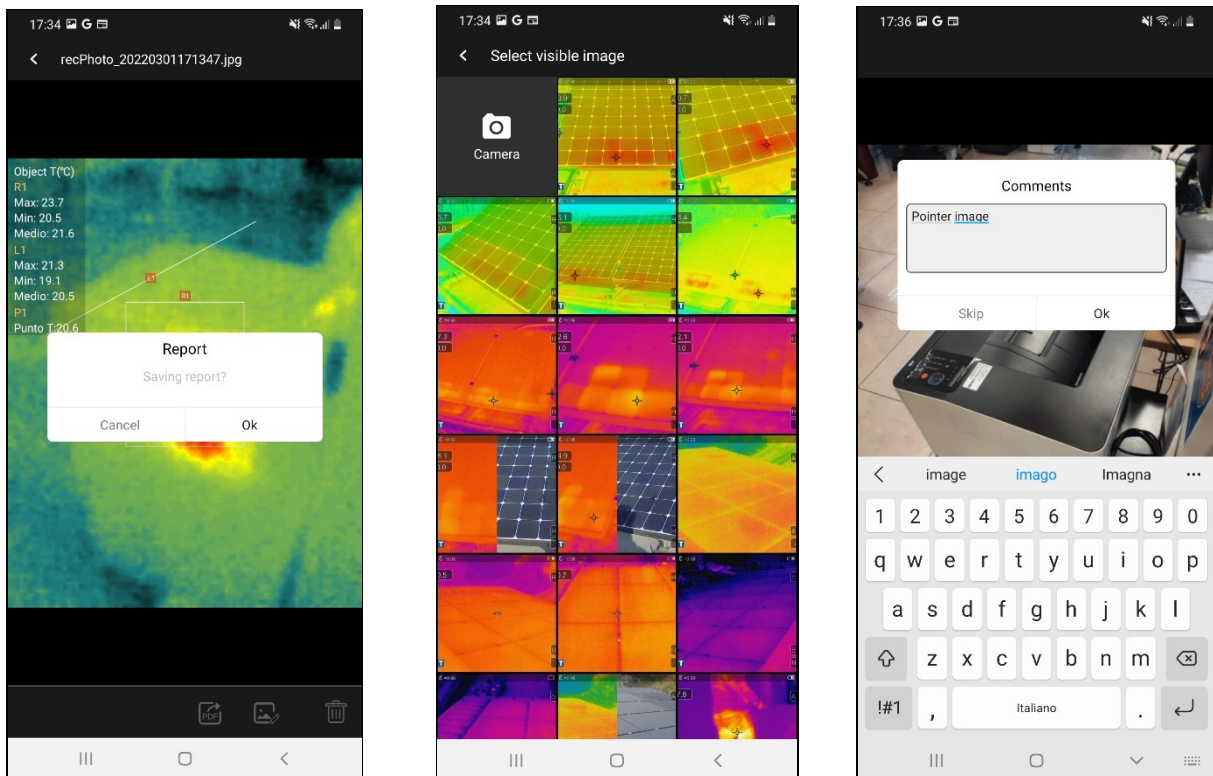 17:34
recPhoto_20220301171347.jpg
Object T(°C)
R1
Max: 23.7
Min: 20.5
Medio: 21.6
L1
Max: 21.3
Min: 19.1
Medio: 20.5
P1
Punto T:20.6
L1
R1
Report
Saving report?
Cancel
Ok
PDF
17:34
Select visible image
Camera
17:36
Comments
Pointer image
Skip
Ok
image
imago
Imagna
1 2 3 4 5 6 7 8 9 0
q w e r t y u i o p
a s d f g h j k l
z x c v b n m
!#1 , Italiano .